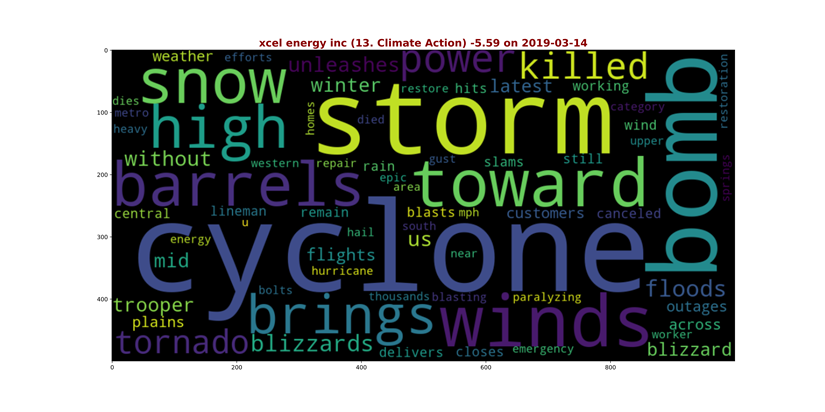 xcel energy inc (13. Climate Action) -5.59 on 2019-03-14
weather efforts
unleashes power killed
snow winter restore hits latest working
dies metro heavy high homes storm died category
wind upper restoration bomb
without western repair rain gust slams still
epic area springs
barrels toward
central lineman remain blasts mph customers canceled
u energy south us
cyclone
mid hail flights near
hurricane
bolts thousands blasting paralyzing floods
trooper brings winds outages
plains across
tornado blizzards worker
delivers closes emergency blizzard
0
100
200
300
400
0 200 400 600 800